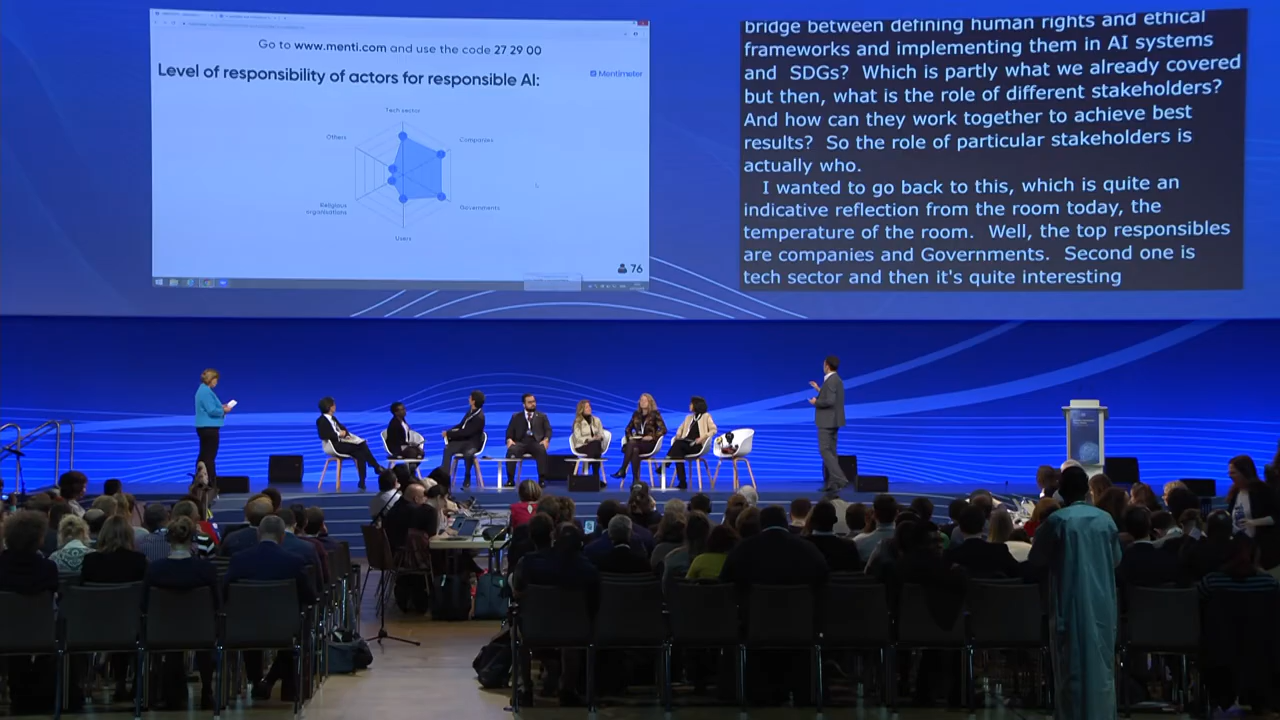 Go to www.menti.com and use the code 27 29 00
Level of responsibility of actors for responsible AI:
Mentimeter
Tech sector
Others
Companies
Religious
organisations
Governments
Users
76
bridge between defining human rights and ethical
frameworks and implementing them in AI systems
and SDGs? Which is partly what we already covered
but then, what is the role of different stakeholders?
And how can they work together to achieve best
results? So the role of particular stakeholders is
actually who.
I wanted to go back to this, which is quite an
indicative reflection from the room today, the
temperature of the room. Well, the top responsibles
are companies and Governments. Second one is
tech sector and then it's quite interesting